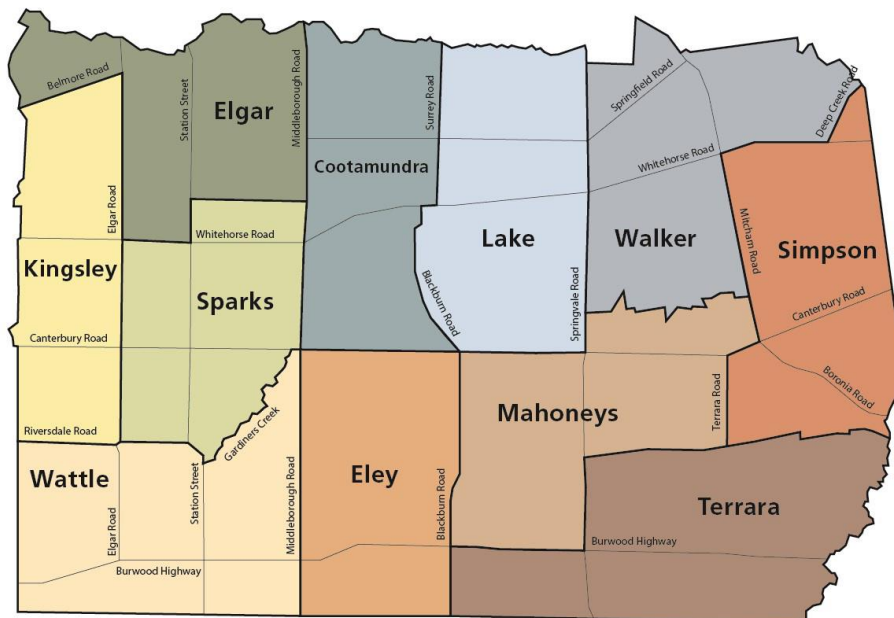 Belmore Road
Station Street
Elgar
Middleborough Road
Surrey Road
Springfield Road
Deep Creek Road
Cootamundra
Whitehorse Road
Elgar Road
Whitehorse Road
Kingsley
Sparks
Lake
Walker
Mitcham Road
Simpson
Canterbury Road
Blackburn Road
Springvale Road
Canterbury Road
Riversdale Road
Gardiners Creek
Mahoneys
Terrara Road
Boronia Road
Wattle
Elgar Road
Station Street
Middleborough Road
Eley
Blackburn Road
Terrara
Burwood Highway
Burwood Highway